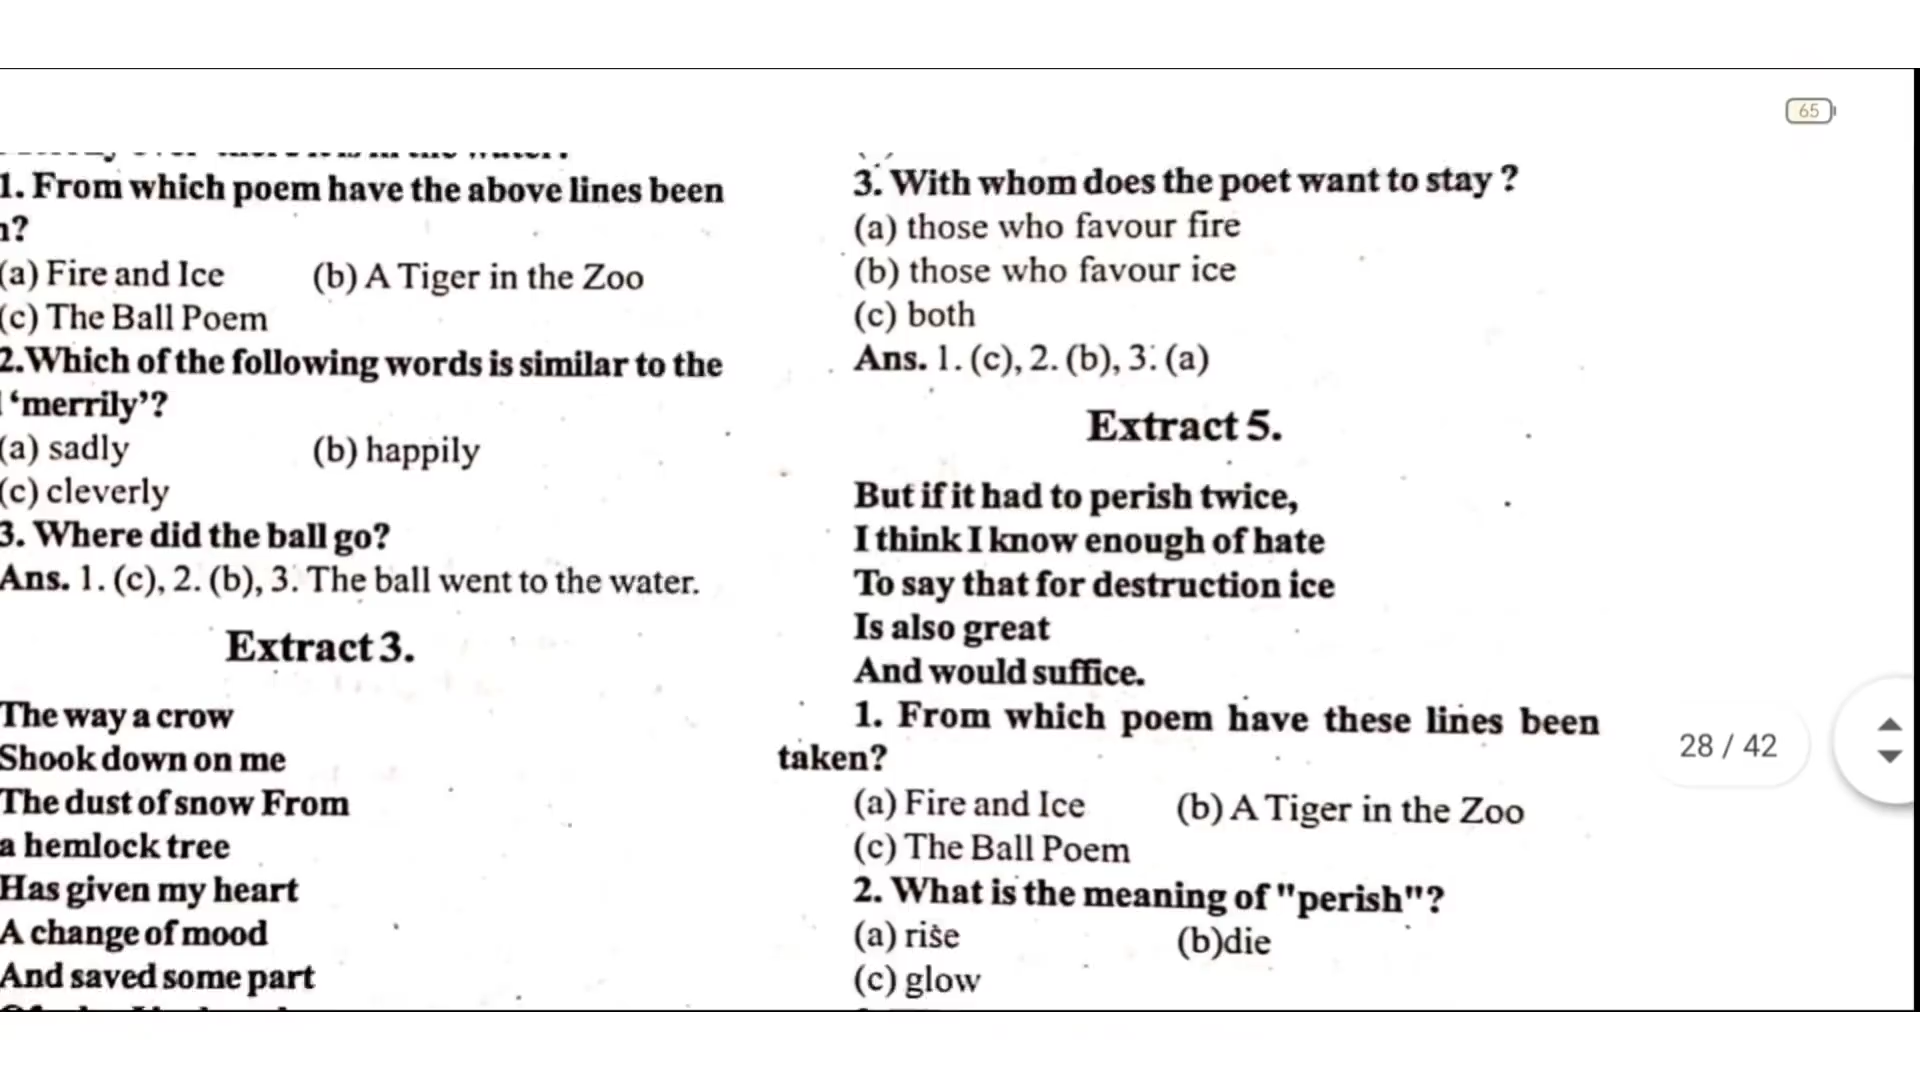 65
1. From which poem have the above lines been
?
(a) Fire and Ice (b) A Tiger in the Zoo
(c) The Ball Poem
2.Which of the following words is similar to the
'merrily'?
(a) sadly (b) happily
(c) cleverly
3. Where did the ball go?
Ans. 1. (c), 2. (b), 3. The ball went to the water.
Extract 3.
The way a crow
Shook down on me
The dust of snow From
a hemlock tree
Has given my heart
A change of mood
And saved some part
3. With whom does the poet want to stay ?
(a) those who favour fire
(b) those who favour ice
(c) both
Ans. 1. (c), 2. (b), 3. (a)
Extract 5.
But if it had to perish twice,
I think I know enough of hate
To say that for destruction ice
Is also great
And would suffice.
1. From which poem have these lines been
taken?
(a) Fire and Ice (b) A Tiger in the Zoo
(c) The Ball Poem
2. What is the meaning of "perish"?
(a) rise (b)die
(c) glow
28 / 42